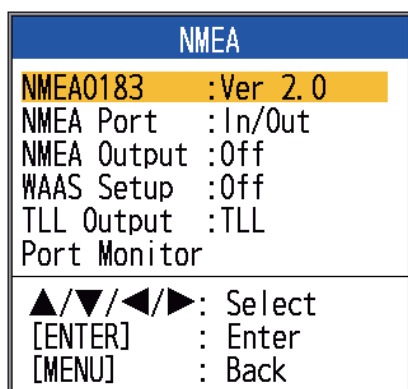 NMEA
NMEA0183 :Ver 2.0
NMEA Port :In/Out
NMEA Output :Off
WAAS Setup :Off
TLL Output :TLL
Port Monitor
▲/▼/◀/▶: Select
[ENTER] : Enter
[MENU] : Back